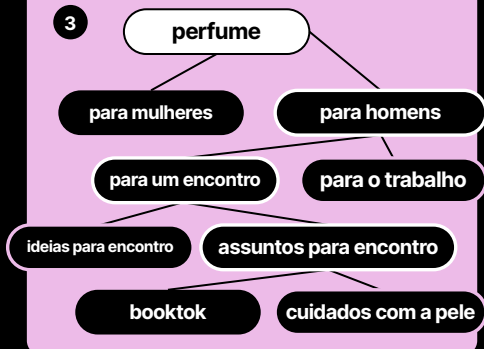 3
perfume
para mulheres
para homens
para um encontro
para o trabalho
ideias para encontro
assuntos para encontro
booktok
cuidados com a pele